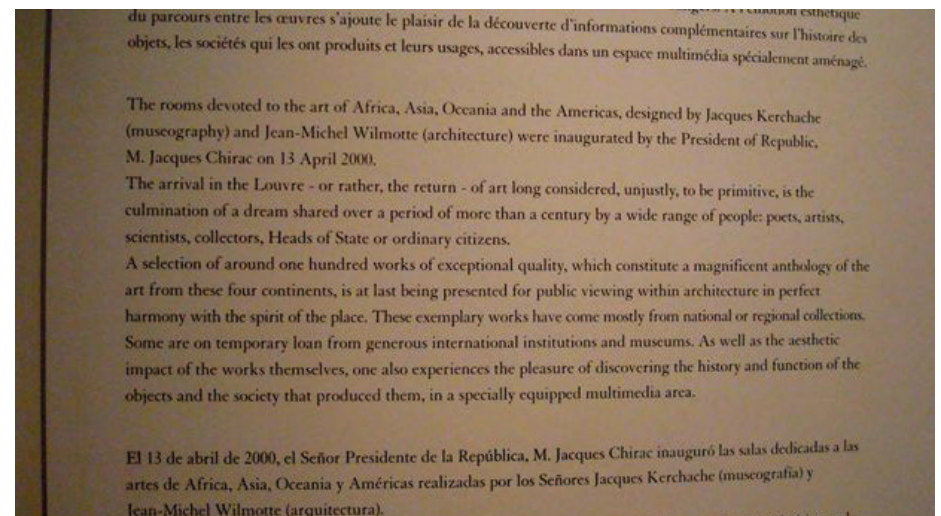 esthétique
du parcours entre les œuvres s'ajoute le plaisir de la découverte d'informations complémentaires sur l'histoire des
objets, les sociétés qui les ont produits et leurs usages, accessibles dans un espace multimédia spécialement aménagé.
The rooms devoted to the art of Africa, Asia, Oceania and the Americas, designed by Jacques Kerchache
(museography) and Jean-Michel Wilmotte (architecture) were inaugurated by the President of Republic,
M. Jacques Chirac on 13 April 2000.
The arrival in the Louvre - or rather, the return - of art long considered, unjustly, to be primitive, is the
culmination of a dream shared over a period of more than a century by a wide range of people: poets, artists,
scientists, collectors, Heads of State or ordinary citizens.
A selection of around one hundred works of exceptional quality, which constitute a magnificent anthology of the
art from these four continents, is at last being presented for public viewing within architecture in perfect
harmony with the spirit of the place. These exemplary works have come mostly from national or regional collections.
Some are on temporary loan from generous international institutions and museums. As well as the aesthetic
impact of the works themselves, one also experiences the pleasure of discovering the history and function of the
objects and the society that produced them, in a specially equipped multimedia area.
El 13 de abril de 2000, el Señor Presidente de la República, M. Jacques Chirac inauguró las salas dedicadas a las
artes de Africa, Asia, Oceania y Américas realizadas por los Señores Jacques Kerchache (museografia) y
Jean-Michel Wilmotte (arquitectura).